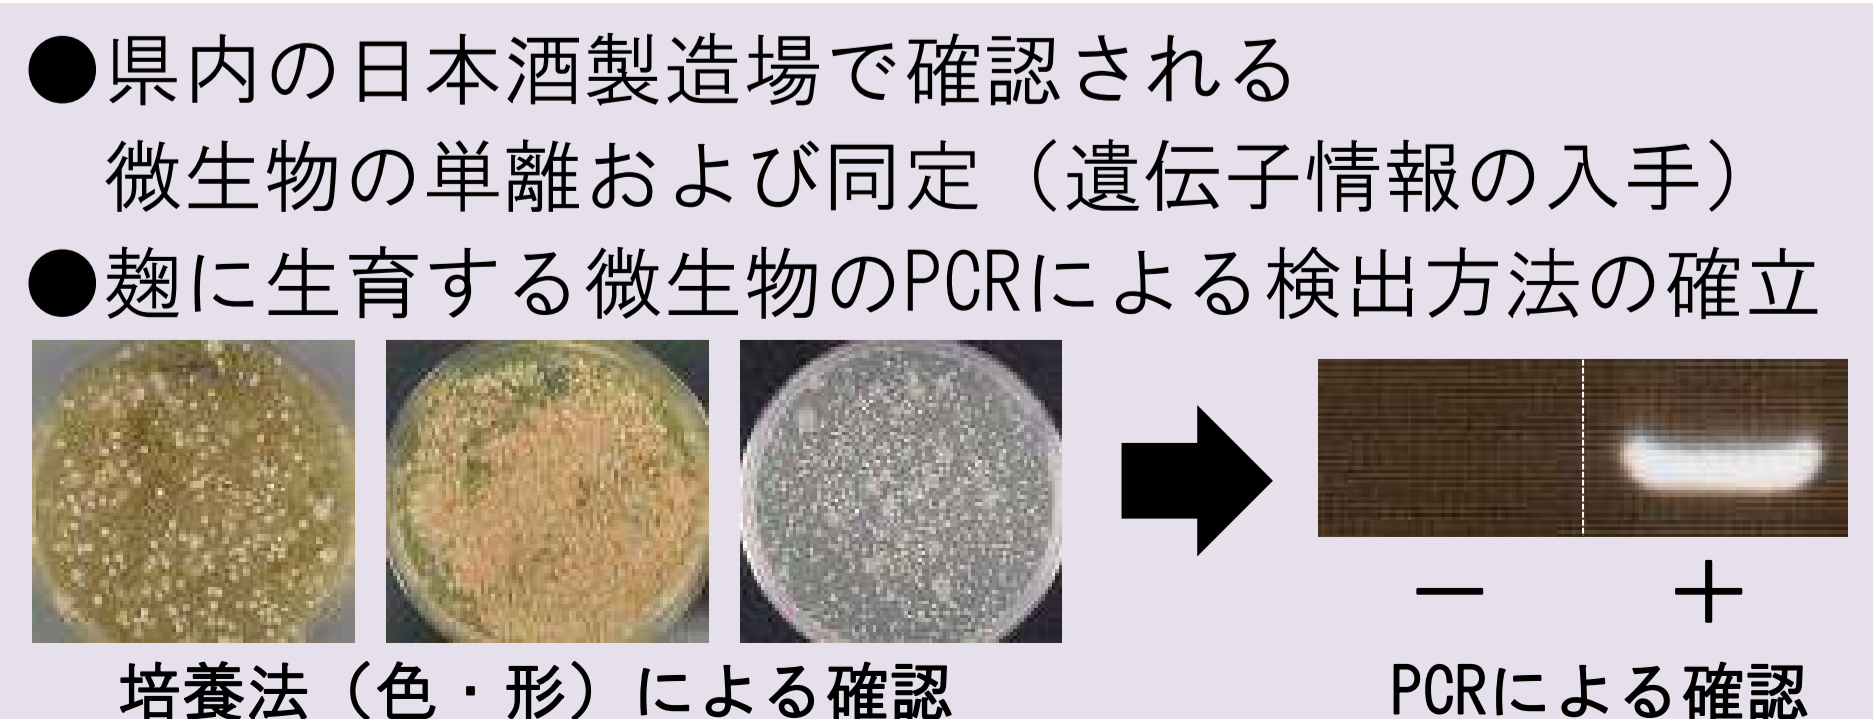 ●県内の日本酒製造場で確認される
微生物の単離および同定（遺伝子情報の入手）
●麹に生育する微生物のPCRによる検出方法の確立
－
＋
培養法（色・形）による確認
PCRによる確認